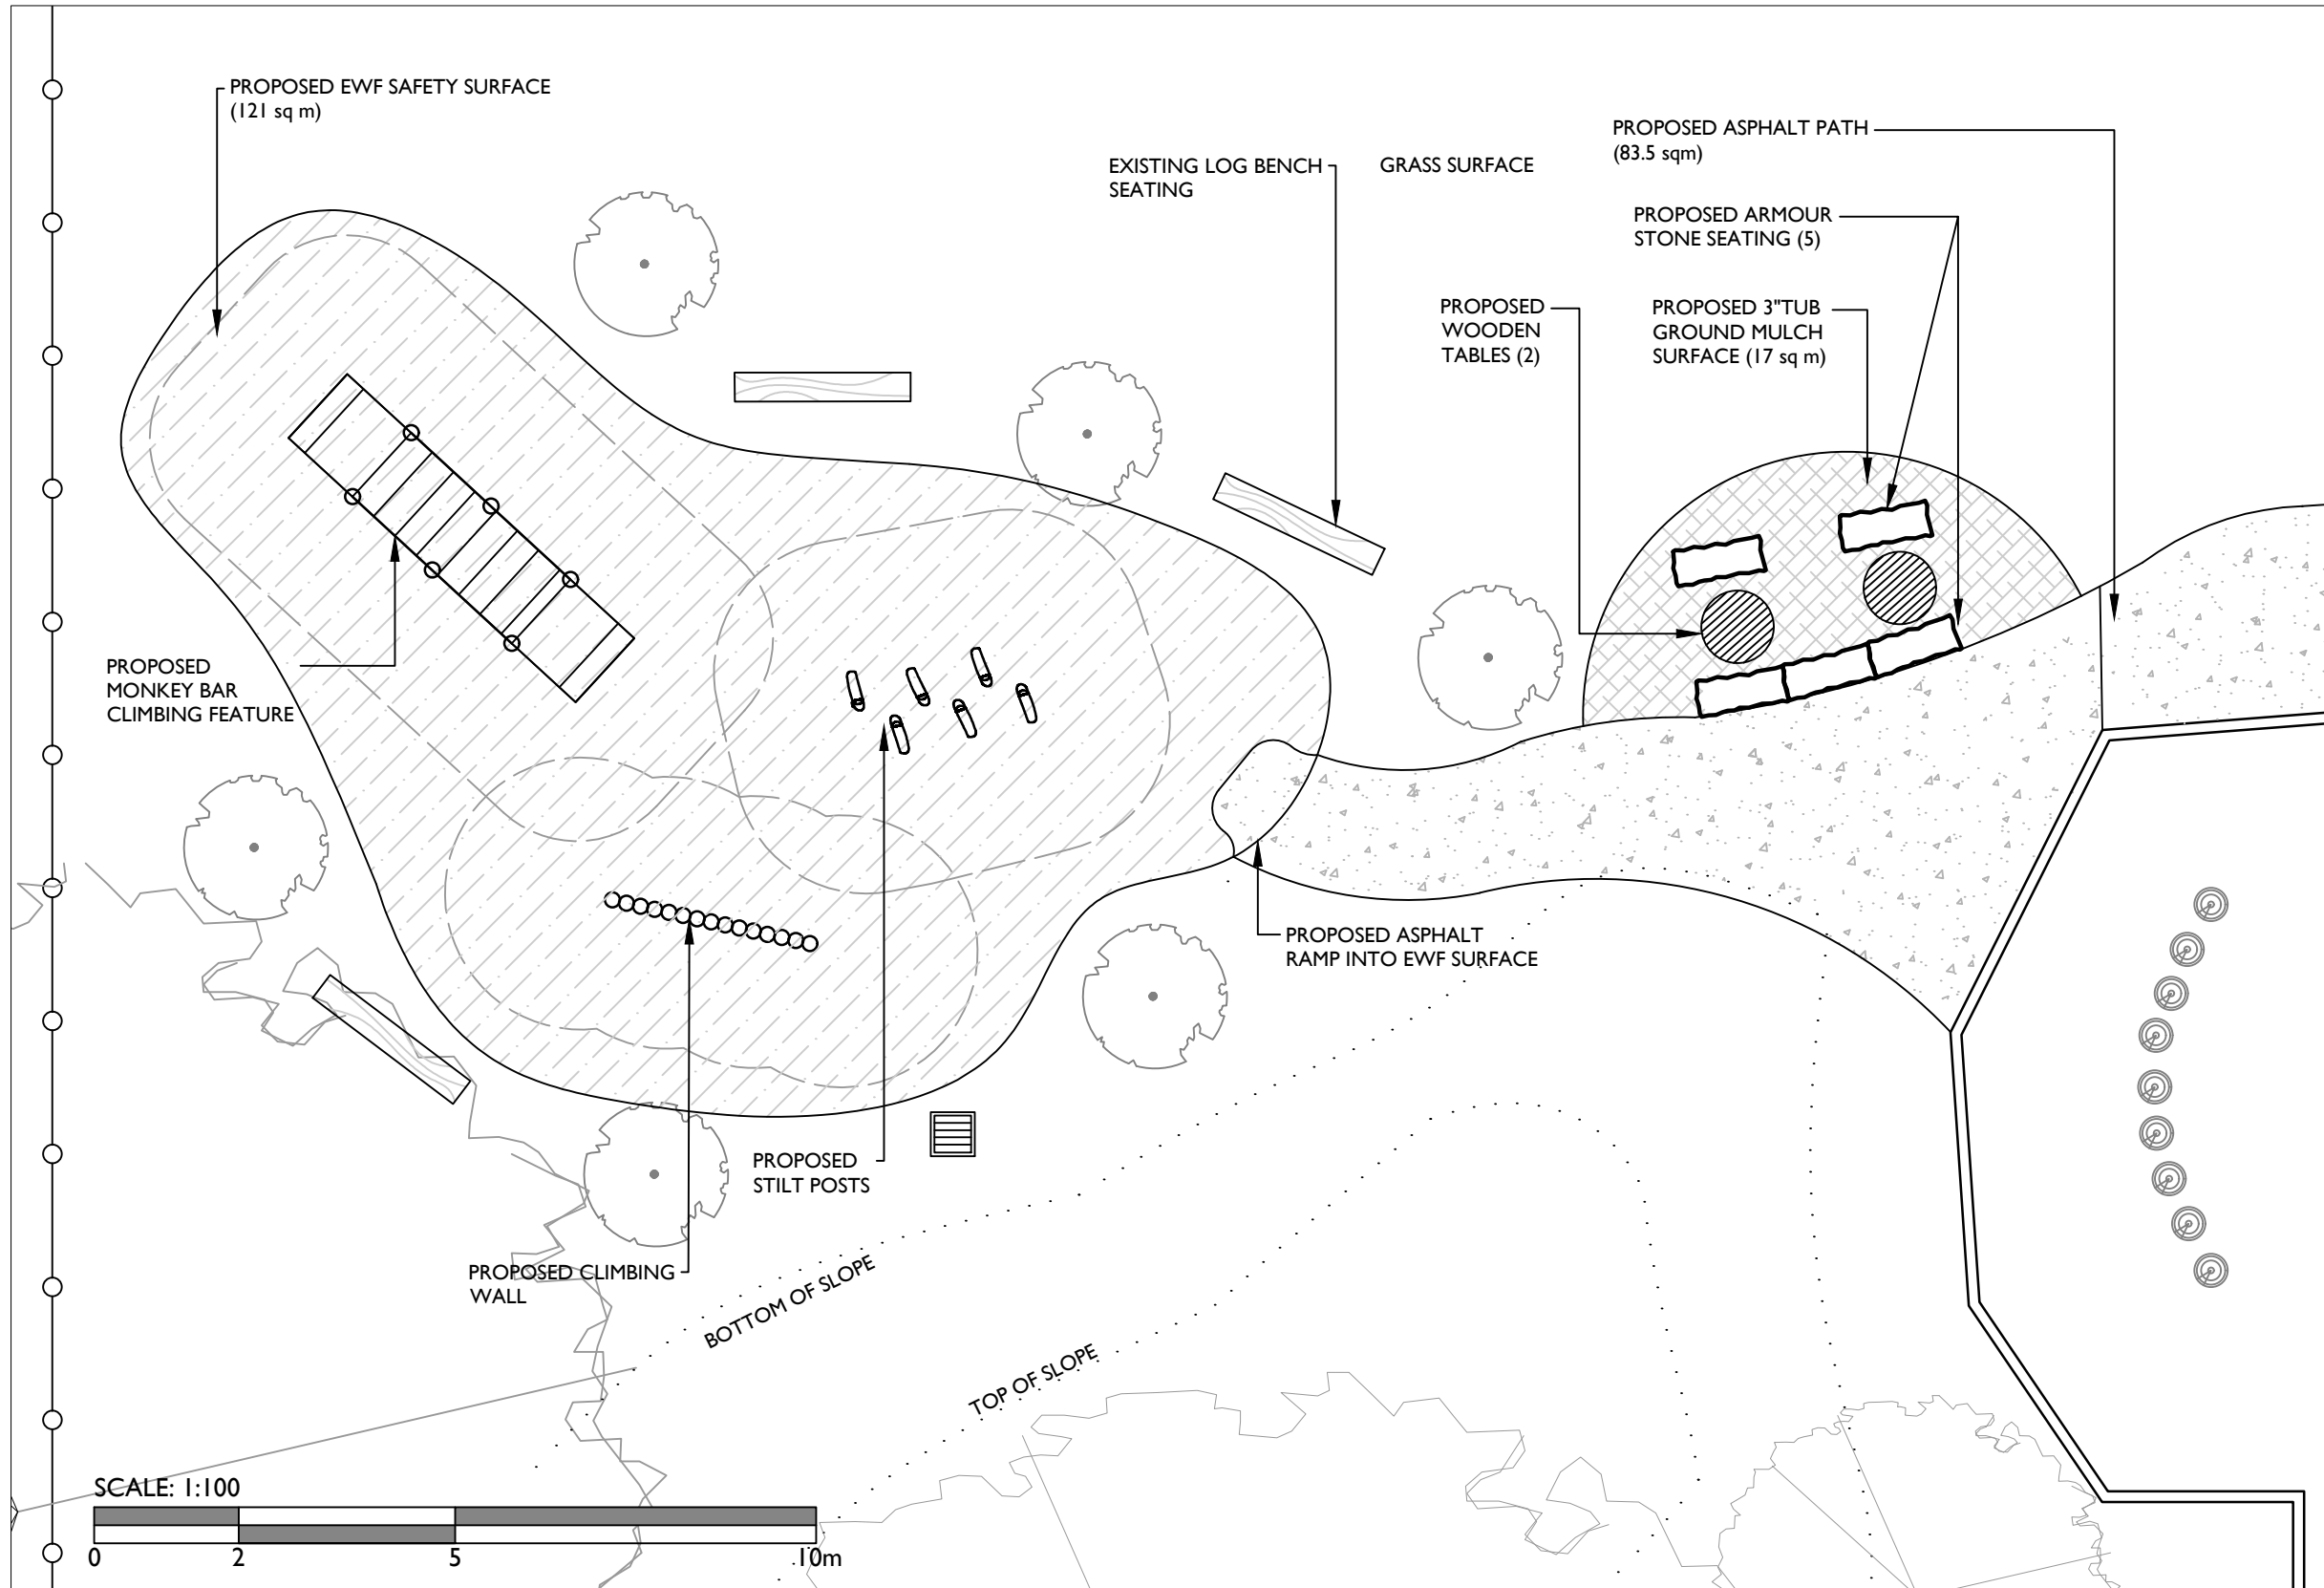 PROPOSED EWF SAFETY SURFACE
(121 sq m)
PROPOSED ASPHALT PATH
(83.5 sqm)
EXISTING LOG BENCH
SEATING
GRASS SURFACE
PROPOSED ARMOUR
STONE SEATING (5)
PROPOSED
WOODEN
TABLES (2)
PROPOSED 3"TUB
GROUND MULCH
SURFACE (17 sq m)
PROPOSED
MONKEY BAR
CLIMBING FEATURE
PROPOSED ASPHALT
RAMP INTO EWF SURFACE
PROPOSED
STILT POSTS
PROPOSED CLIMBING
WALL
BOTTOM OF SLOPE
TOP OF SLOPE
SCALE: 1:100
0 2 5 10m